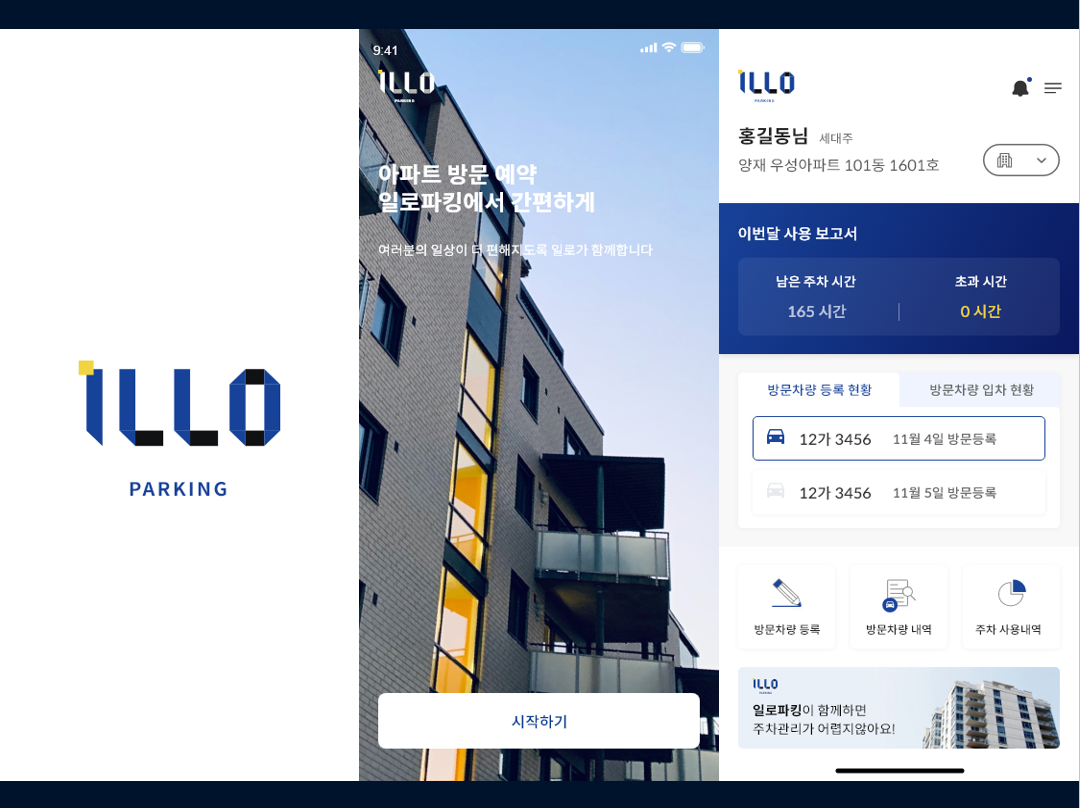 ILLO
PARKING
9:41
ILLO
PARKING
아파트 방문 예약
일로파킹에서 간편하게
여러분의 일상이 더 편해지도록 일로가 함께합니다
시작하기
ILLO
PARKING
홍길동님 세대주
양재 우성아파트 101동 1601호
이번달 사용 보고서
남은 주차 시간 초과 시간
165 시간 0 시간
방문차량 등록 현황 방문차량 입차 현황
12가 3456 11월 4일 방문등록
12가 3456 11월 5일 방문등록
방문차량 등록 방문차량 내역 주차 사용내역
ILLO
PARKING
일로파킹이 함께하면
주차관리가 어렵지않아요!